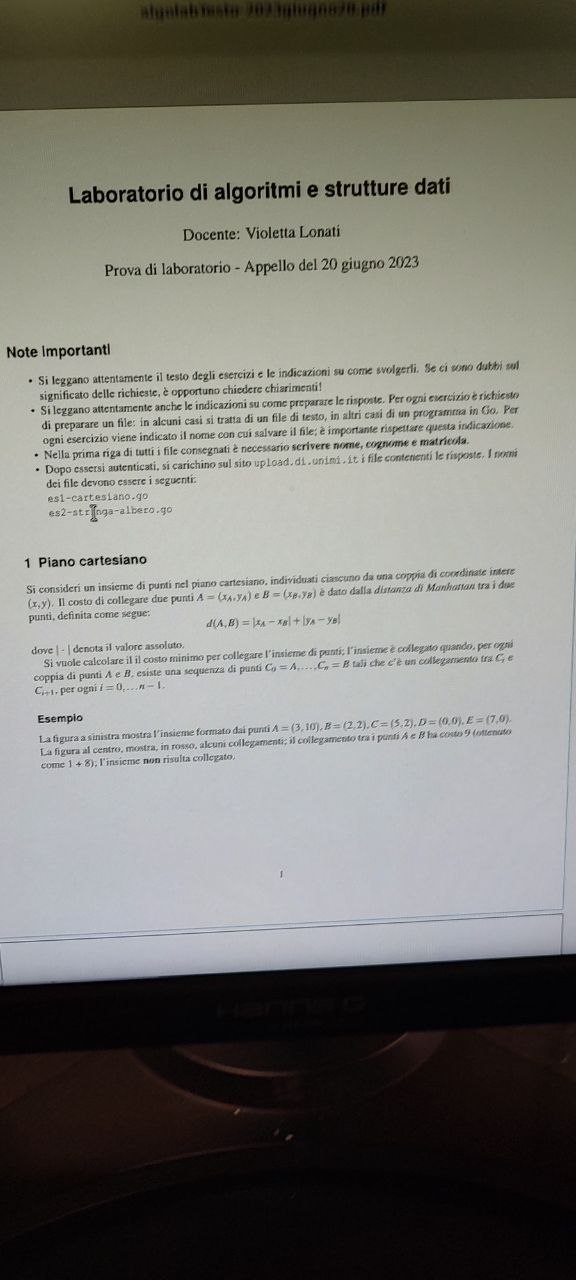 algolab testo 2023giugno20.pdf
Laboratorio di algoritmi e strutture dati
Docente: Violetta Lonati
Prova di laboratorio - Appello del 20 giugno 2023
Note importanti
• Si leggano attentamente il testo degli esercizi e le indicazioni su come svolgerli. Se ci sono dubbi sul
significato delle richieste, è opportuno chiedere chiarimenti!
• Si leggano attentamente anche le indicazioni su come preparare le risposte. Per ogni esercizio è richiesto
di preparare un file: in alcuni casi si tratta di un file di testo, in altri casi di un programma in Go. Per
ogni esercizio viene indicato il nome con cui salvare il file; è importante rispettare questa indicazione.
• Nella prima riga di tutti i file consegnati è necessario scrivere nome, cognome e matricola.
• Dopo essersi autenticati, si carichino sul sito upload.di.unimi.it i file contenenti le risposte. I nomi
dei file devono essere i seguenti:
es1-cartesiano.go
es2-stringa-albero.go
1 Piano cartesiano
Si consideri un insieme di punti nel piano cartesiano, individuati ciascuno da una coppia di coordinate intere
(x,y). Il costo di collegare due punti A = (x_A,y_A) e B = (x_B,y_B) è dato dalla distanza di Manhattan tra i due
punti, definita come segue:
d(A,B) = |x_A − x_B| + |y_A − y_B|
dove | · | denota il valore assoluto.
Si vuole calcolare il il costo minimo per collegare l'insieme di punti; l'insieme è collegato quando, per ogni
coppia di punti A e B, esiste una sequenza di punti C_0 = A,...,C_n = B tali che c'è un collegamento tra C_i e
C_{i+1}, per ogni i = 0,...n − 1.
Esempio
La figura a sinistra mostra l'insieme formato dai punti A = (3,10), B = (2,2), C = (5,2), D = (0,0), E = (7,0).
La figura al centro, mostra, in rosso, alcuni collegamenti; il collegamento tra i punti A e B ha costo 9 (ottenuto
come 1 + 8); l'insieme non risulta collegato.
1
HANNS.G